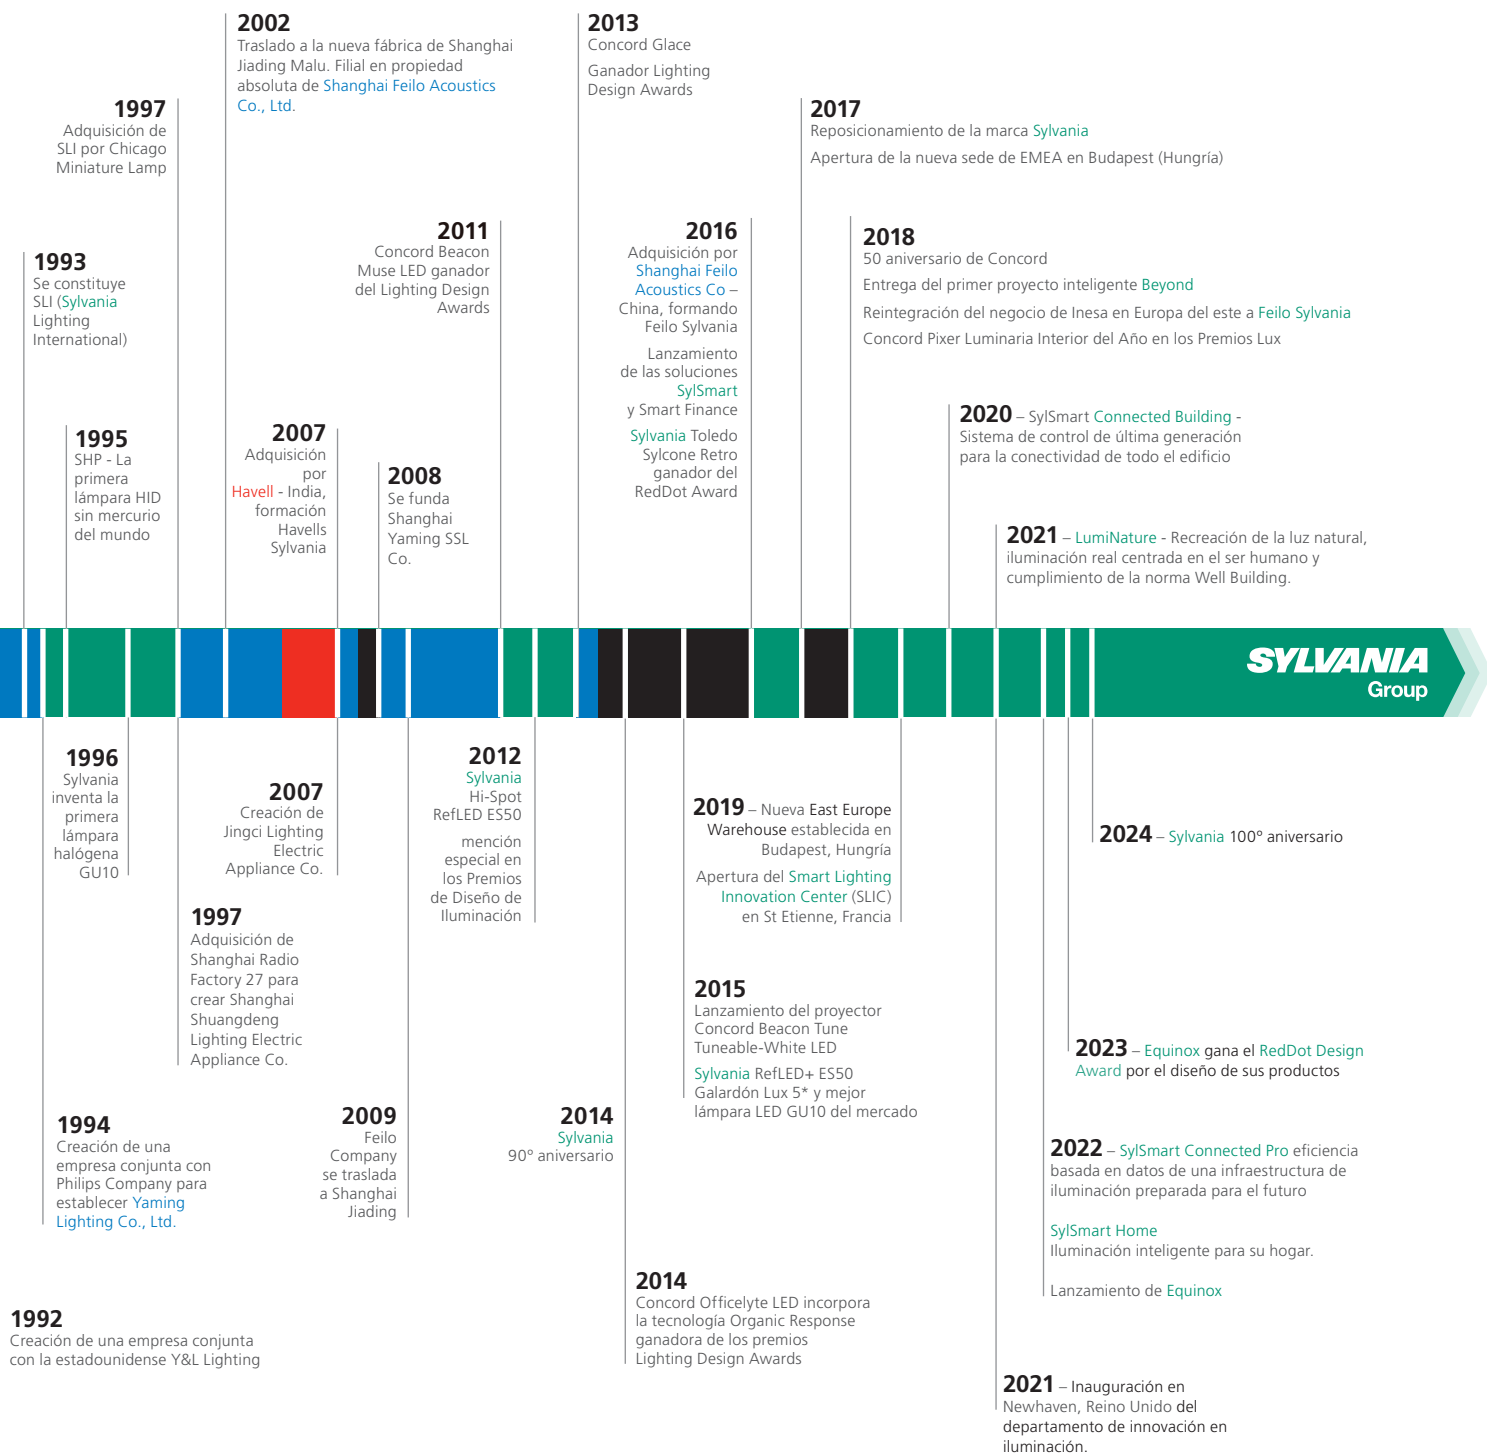 2002
Traslado a la nueva fábrica de Shanghai
Jiading Malu. Filial en propiedad
absoluta de Shanghai Feilo Acoustics
Co., Ltd.
2013
Concord Glace
Ganador Lighting
Design Awards
1997
Adquisición de
SLI por Chicago
Miniature Lamp
2017
Reposicionamiento de la marca Sylvania
Apertura de la nueva sede de EMEA en Budapest (Hungría)
1993
Se constituye
SLI (Sylvania
Lighting
International)
2011
Concord Beacon
Muse LED ganador
del Lighting Design
Awards
2016
Adquisición por
Shanghai Feilo
Acoustics Co –
China, formando
Feilo Sylvania
Lanzamiento
de las soluciones
SylSmart
y Smart Finance
Sylvania Toledo
Sylcone Retro
ganador del
RedDot Award
2018
50 aniversario de Concord
Entrega del primer proyecto inteligente Beyond
Reintegración del negocio de Inesa en Europa del este a Feilo Sylvania
Concord Pixer Luminaria Interior del Año en los Premios Lux
1995
SHP - La
primera
lámpara HID
sin mercurio
del mundo
2007
Adquisición
por
Havell - India,
formación
Havells
Sylvania
2008
Se funda
Shanghai
Yaming SSL
Co.
2020 – SylSmart Connected Building -
Sistema de control de última generación
para la conectividad de todo el edificio
2021 – LumiNature - Recreación de la luz natural,
iluminación real centrada en el ser humano y
cumplimiento de la norma Well Building.
SYLVANIA
Group
1996
Sylvania
inventa la
primera
lámpara
halógena
GU10
2007
Creación de
Jingci Lighting
Electric
Appliance Co.
2012
Sylvania
Hi-Spot
RefLED ES50
mención
especial en
los Premios
de Diseño de
Iluminación
2019 – Nueva East Europe
Warehouse establecida en
Budapest, Hungría
Apertura del Smart Lighting
Innovation Center (SLIC)
en St Etienne, Francia
2024 – Sylvania 100º aniversario
1997
Adquisición de
Shanghai Radio
Factory 27 para
crear Shanghai
Shuangdeng
Lighting Electric
Appliance Co.
2015
Lanzamiento del proyector
Concord Beacon Tune
Tuneable-White LED
Sylvania RefLED+ ES50
Galardón Lux 5* y mejor
lámpara LED GU10 del mercado
2023 – Equinox gana el RedDot Design
Award por el diseño de sus productos
1994
Creación de una
empresa conjunta con
Philips Company para
establecer Yaming
Lighting Co., Ltd.
2009
Feilo
Company
se traslada
a Shanghai
Jiading
2014
Sylvania
90º aniversario
2022 – SylSmart Connected Pro eficiencia
basada en datos de una infraestructura de
iluminación preparada para el futuro
SylSmart Home
Iluminación inteligente para su hogar.
Lanzamiento de Equinox
2014
Concord Officelyte LED incorpora
la tecnología Organic Response
ganadora de los premios
Lighting Design Awards
1992
Creación de una empresa conjunta
con la estadounidense Y&L Lighting
2021 – Inauguración en
Newhaven, Reino Unido del
departamento de innovación en
iluminación.